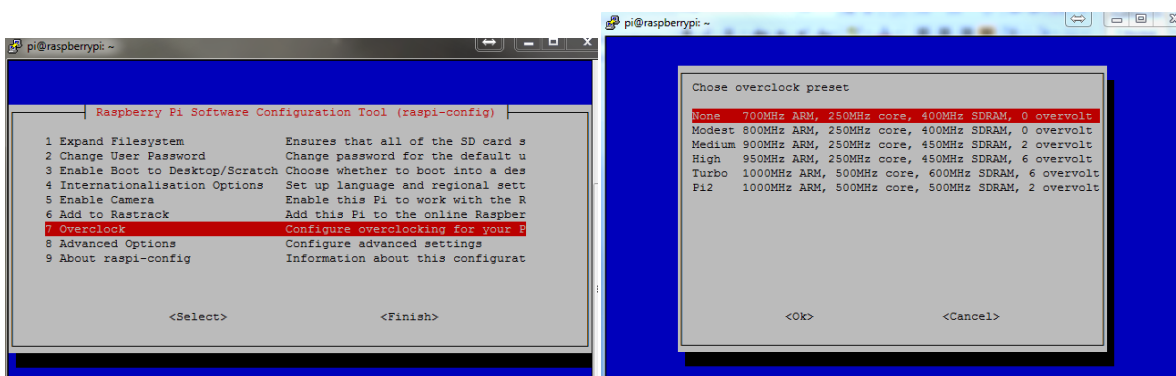 pi@raspberrypi: ~
Raspberry Pi Software Configuration Tool (raspi-config)
1 Expand Filesystem Ensures that all of the SD card s
2 Change User Password Change password for the default u
3 Enable Boot to Desktop/Scratch Choose whether to boot into a des
4 Internationalisation Options Set up language and regional sett
5 Enable Camera Enable this Pi to work with the R
6 Add to Rastrack Add this Pi to the online Raspber
7 Overclock Configure overclocking for your P
8 Advanced Options Configure advanced settings
9 About raspi-config Information about this configurat
<Select> <Finish>
pi@raspberrypi: ~
Chose overclock preset
None 700MHz ARM, 250MHz core, 400MHz SDRAM, 0 overvolt
Modest 800MHz ARM, 250MHz core, 400MHz SDRAM, 0 overvolt
Medium 900MHz ARM, 250MHz core, 450MHz SDRAM, 2 overvolt
High 950MHz ARM, 250MHz core, 450MHz SDRAM, 6 overvolt
Turbo 1000MHz ARM, 500MHz core, 600MHz SDRAM, 6 overvolt
Pi2 1000MHz ARM, 500MHz core, 500MHz SDRAM, 2 overvolt
<Ok> <Cancel>